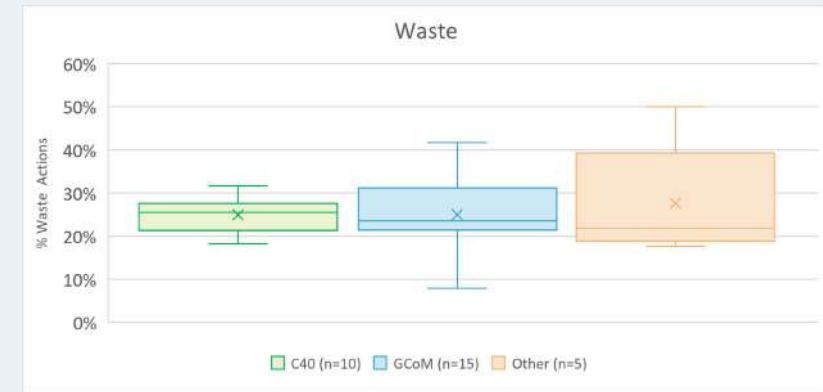 Waste
60%
50%
40%
30%
20%
10%
0%
% Waste Actions
C40 (n=10) GCoM (n=15) Other (n=5)